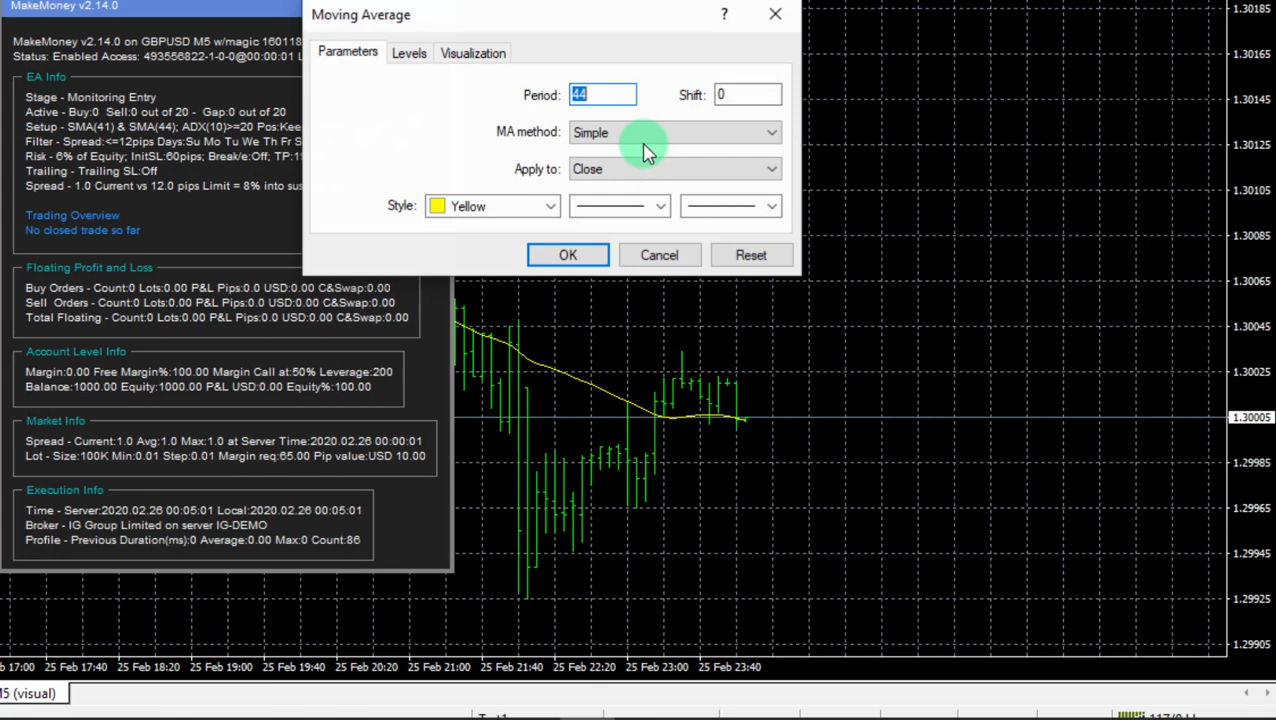 MakeMoney v2.14.0
Moving Average
?
MakeMoney v2.14.0 on GBPUSD M5 w/magic 160118
Status: Enabled Access: 493556822-1-0-0@00:00:01 Local:
EA Info
Stage - Monitoring Entry
Active - Buy:0 Sell:0 out of 20 - Gap:0 out of 20
Setup - SMA(41) & SMA(44); ADX(10)>=20 Pos:Kee
Filter - Spread:<=12pips Days:Su Mo Tu We Th Fr S
Risk - 6% of Equity; InitSL:60pips; Break/e:Off; TP:1
Trailing - Trailing SL:Off
Spread - 1.0 Current vs 12.0 pips Limit = 8% into sus
Trading Overview
No closed trade so far
Floating Profit and Loss
Buy Orders - Count:0 Lots:0.00 P&L Pips:0.0 USD:0.00 C&Swap:0.00
Sell Orders - Count:0 Lots:0.00 P&L Pips:0.0 USD:0.00 C&Swap:0.00
Total Floating - Count:0 Lots:0.00 P&L Pips:0.0 USD:0.00 C&Swap:0.00
Account Level Info
Margin:0.00 Free Margin%:100.00 Margin Call at:50% Leverage:200
Balance:1000.00 Equity:1000.00 P&L USD:0.00 Equity%:100.00
Market Info
Spread - Current:1.0 Avg:1.0 Max:1.0 at Server Time:2020.02.26 00:00:01
Lot - Size:100K Min:0.01 Step:0.01 Margin req:65.00 Pip value:USD 10.00
Execution Info
Time - Server:2020.02.26 00:05:01 Local:2020.02.26 00:05:01
Broker - IG Group Limited on server IG-DEMO
Profile - Previous Duration(ms):0 Average:0.00 Max:0 Count:86
Parameters Levels Visualization
Period: 44 Shift: 0
MA method: Simple
Apply to: Close
Style: Yellow
OK Cancel Reset
1.30185
1.30165
1.30145
1.30125
1.30105
1.30085
1.30065
1.30045
1.30025
1.30005
1.29985
1.29965
1.29945
1.29925
1.29905
17:00 25 Feb 17:40 25 Feb 18:20 25 Feb 19:00 25 Feb 19:40 25 Feb 20:20 25 Feb 21:00 25 Feb 21:40 25 Feb 22:20 25 Feb 23:00 25 Feb 23:40
M5 (visual)